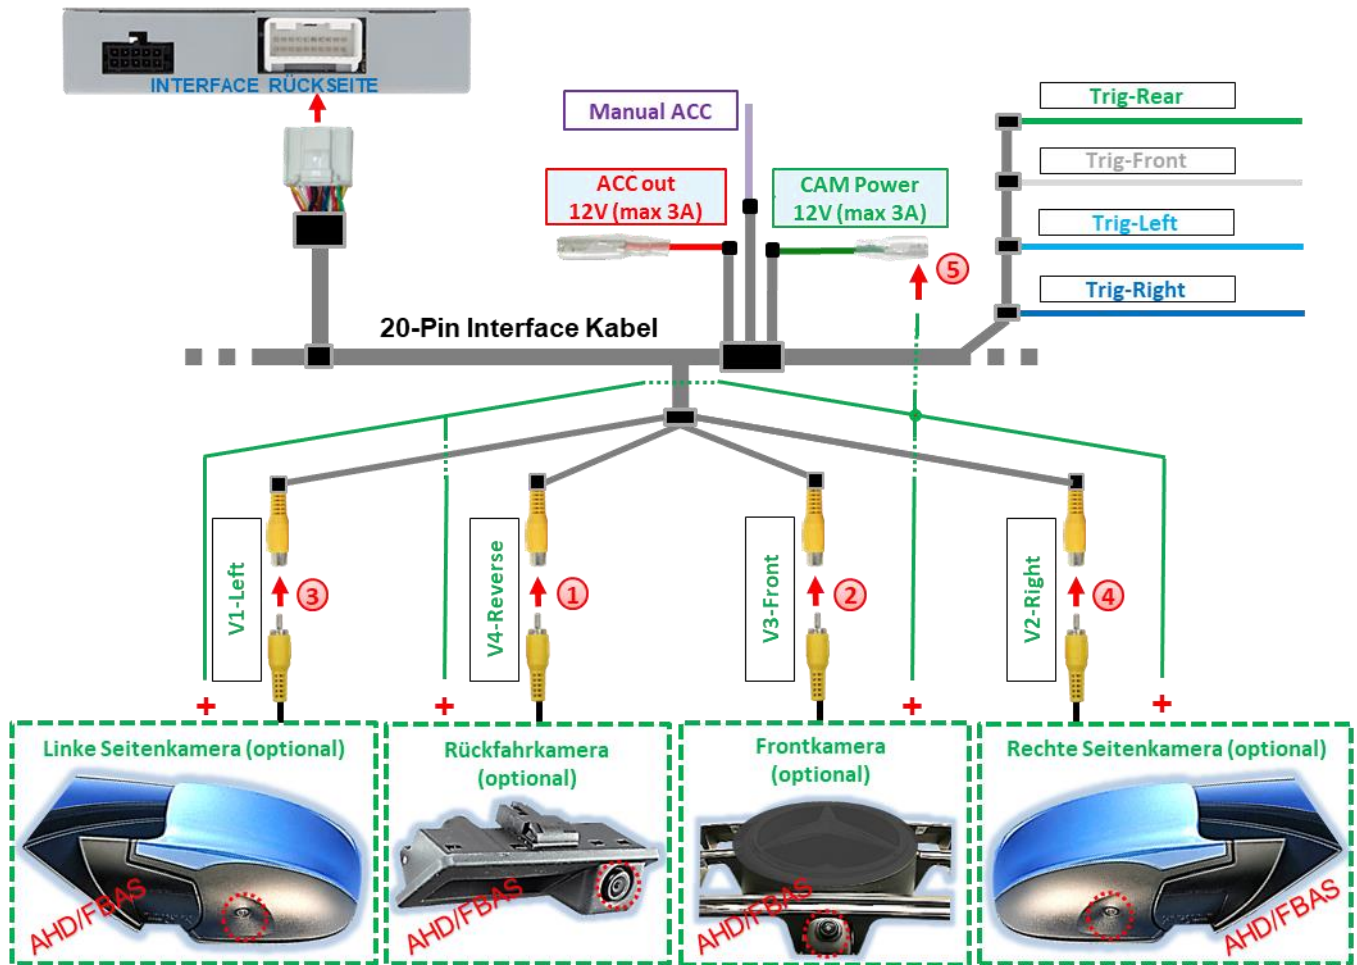 INTERFACE RÜCKSEITE
Manual ACC
ACC out
12V (max 3A)
CAM Power
12V (max 3A)
Trig-Rear
Trig-Front
Trig-Left
Trig-Right
5
20-Pin Interface Kabel
V1-Left
3
V4-Reverse
1
V3-Front
2
V2-Right
4
+
+
+
+
Linke Seitenkamera (optional)
AHD/FBAS
Rückfahrkamera
(optional)
AHD/FBAS
Frontkamera
(optional)
AHD/FBAS
Rechte Seitenkamera (optional)
AHD/FBAS